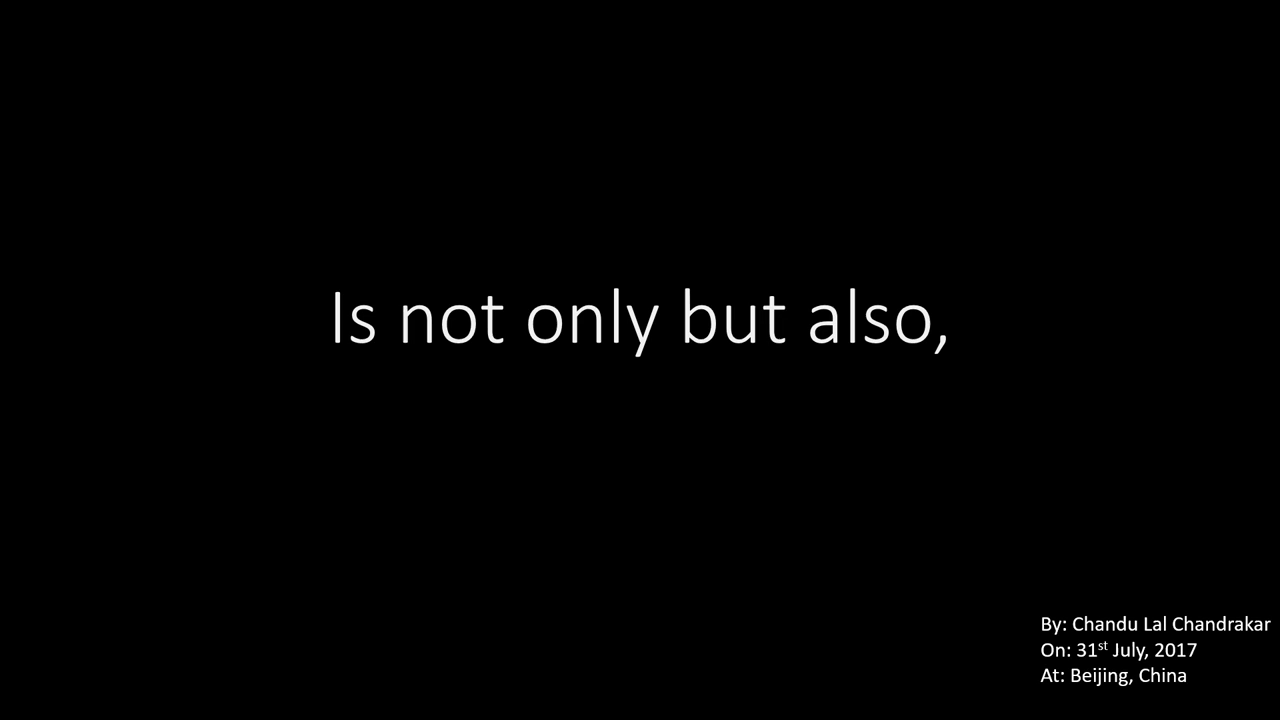 Is not only but also,
By: Chandu Lal Chandrakar
On: 31st July, 2017
At: Beijing, China